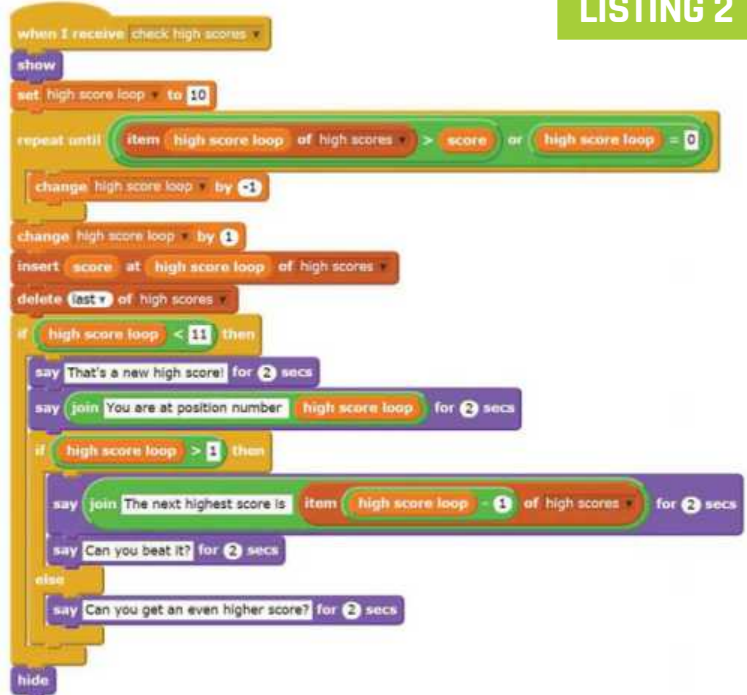 LISTING 2
when I receive check high scores
show
set high score loop to 10
repeat until item high score loop of high scores > score or high score loop = 0
change high score loop by -1
change high score loop by 1
insert score at high score loop of high scores
delete last of high scores
if high score loop < 11 then
say That's a new high score! for 2 secs
say join You are at position number high score loop for 2 secs
if high score loop > 1 then
say join The next highest score is item high score loop - 1 of high scores for 2 secs
say Can you beat it? for 2 secs
else
say Can you get an even higher score? for 2 secs
hide